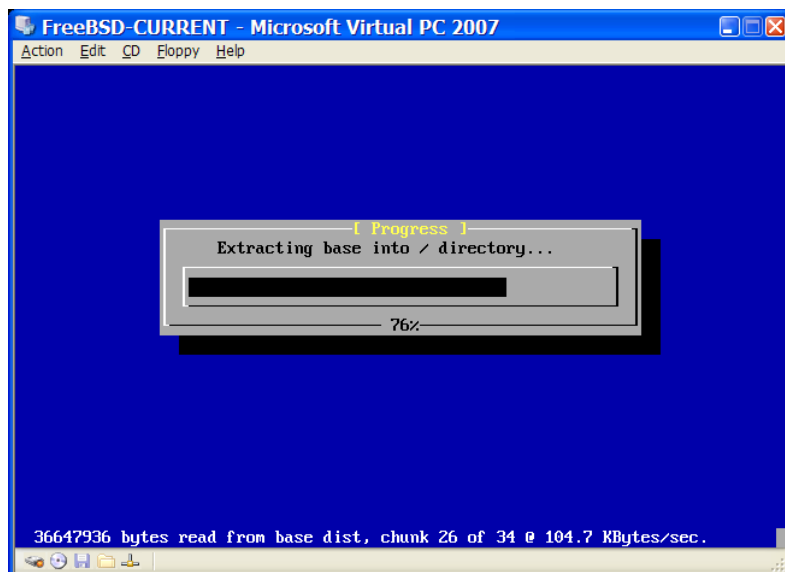 FreeBSD-CURRENT - Microsoft Virtual PC 2007
Action Edit CD Floppy Help
[ Progress ]
Extracting base into / directory...
76%
36647936 bytes read from base dist, chunk 26 of 34 @ 104.7 KBytes/sec.